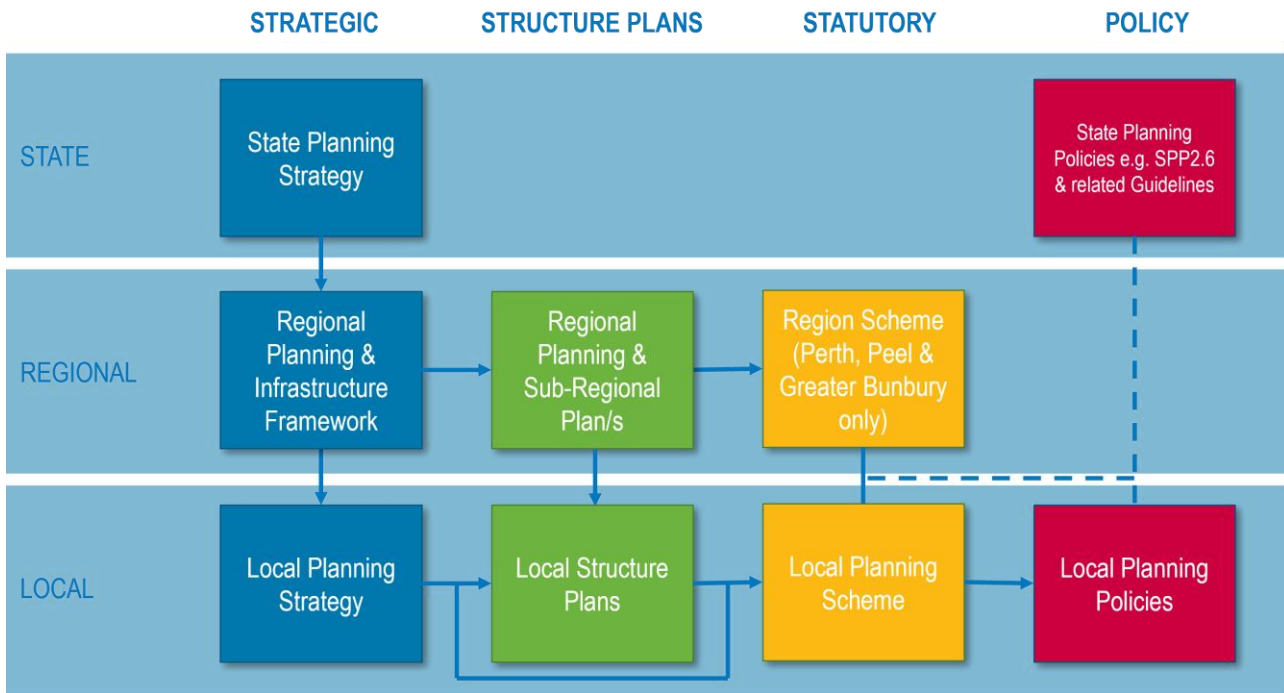 STRATEGIC STRUCTURE PLANS STATUTORY POLICY
STATE
State Planning
Strategy
State Planning
Policies e.g. SPP2.6
& related Guidelines
REGIONAL
Regional
Planning &
Infrastructure
Framework
Regional
Planning &
Sub-Regional
Plan/s
Region Scheme
(Perth, Peel &
Greater Bunbury
only)
LOCAL
Local Planning
Strategy
Local Structure
Plans
Local Planning
Scheme
Local Planning
Policies